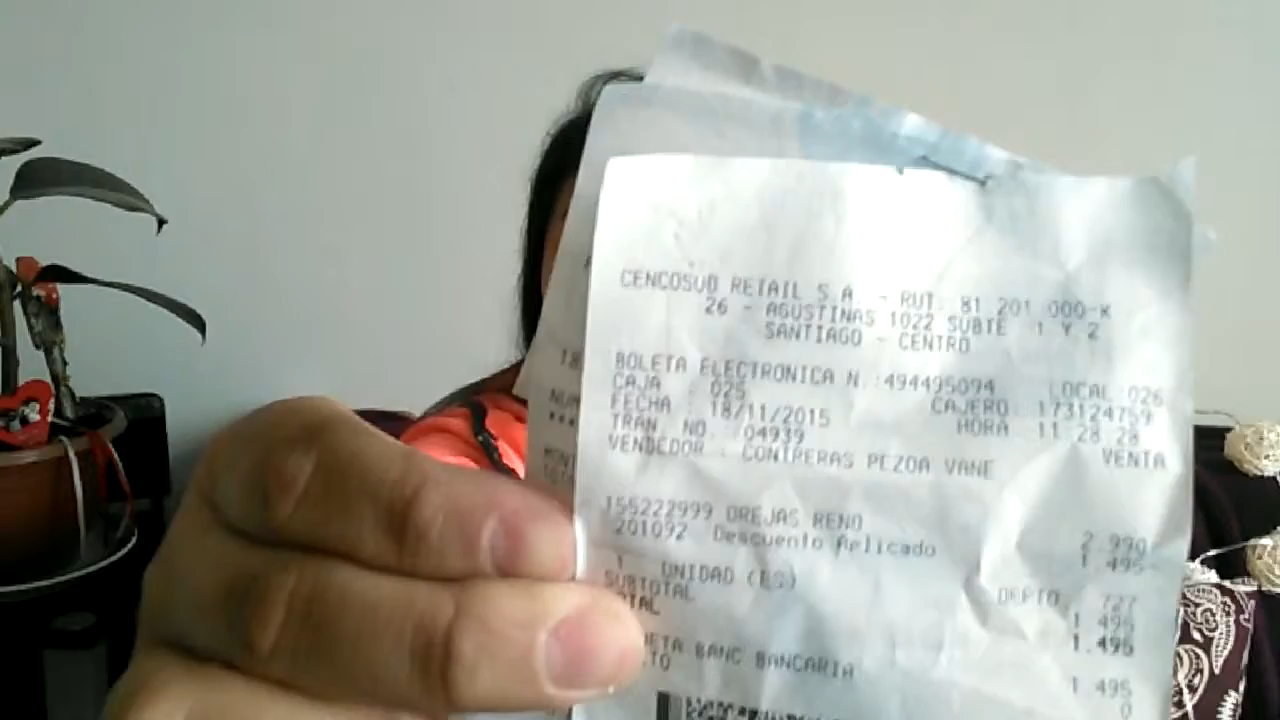 CENCOSUD RETAIL S.A. - RUT. 81.201.000-K
26 - AGUSTINAS 1022 SUBTE 1 Y 2
SANTIAGO - CENTRO
BOLETA ELECTRONICA N.:494495094 LOCAL 026
CAJA : 025 CAJERO 173124759
FECHA : 18/11/2015 HORA 11:28:28
TRAN. NO. 04939 VENTA
VENDEDOR : CONTRERAS PEZOA VANE
155222999 OREJAS RENO 2.990
201092 Descuento Aplicado 1.495-
1 UNIDAD (ES) DEPTO 727
SUBTOTAL 1.495
TAL 1.495
ETA BANC BANCARIA 1.495
TO 0